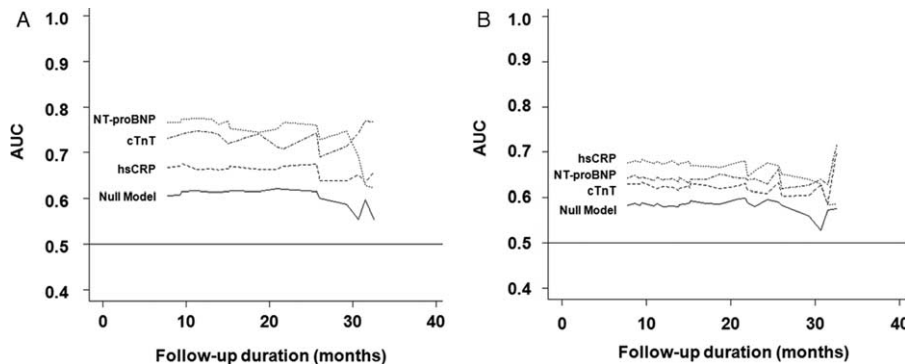 A
1.0
0.9
0.8
0.7
0.6
0.5
0.4
AUC
NT-proBNP
cTnT
hsCRP
Null Model
0 10 20 30 40
Follow-up duration (months)
B
1.0
0.9
0.8
0.7
0.6
0.5
0.4
AUC
hsCRP
NT-proBNP
cTnT
Null Model
0 10 20 30 40
Follow-up duration (months)